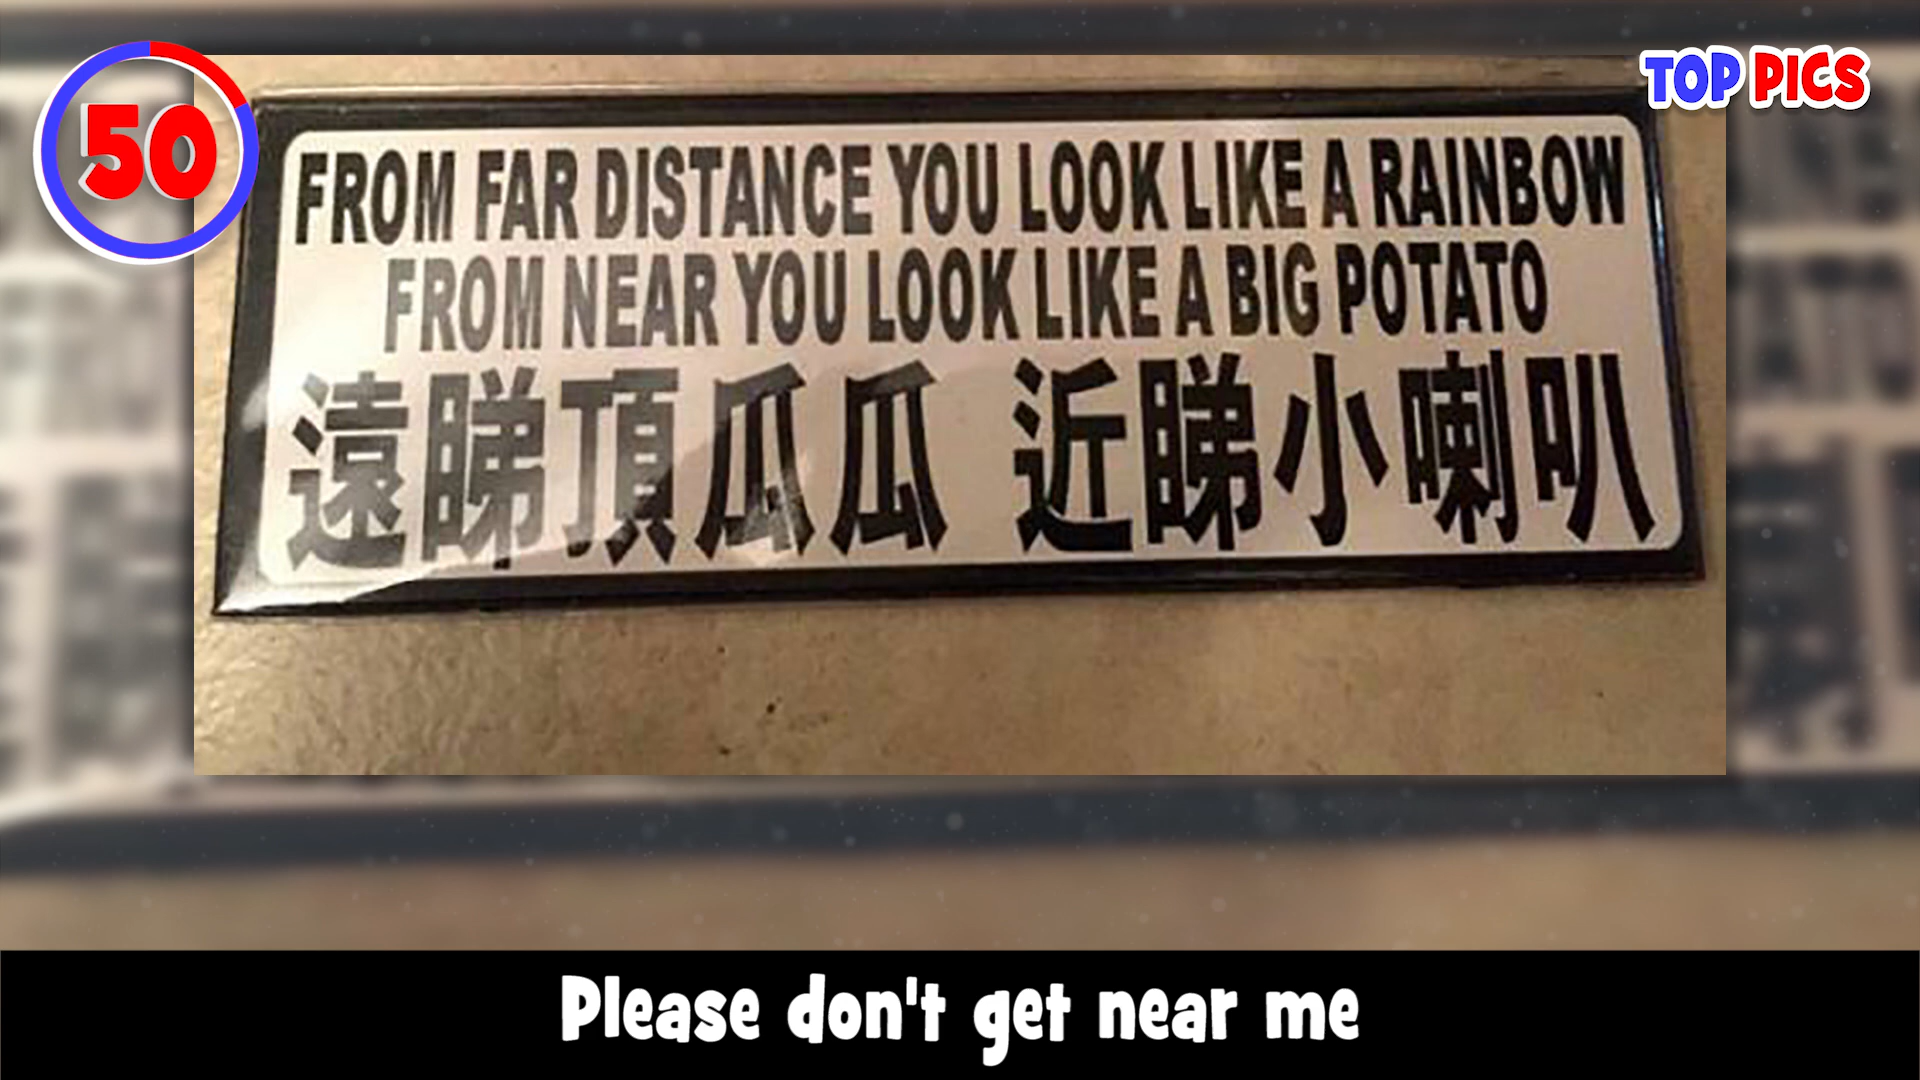 50
TOP PICS
FROM FAR DISTANCE YOU LOOK LIKE A RAINBOW
FROM NEAR YOU LOOK LIKE A BIG POTATO
遠睇頂瓜瓜 近睇小喇叭
Please don't get near me